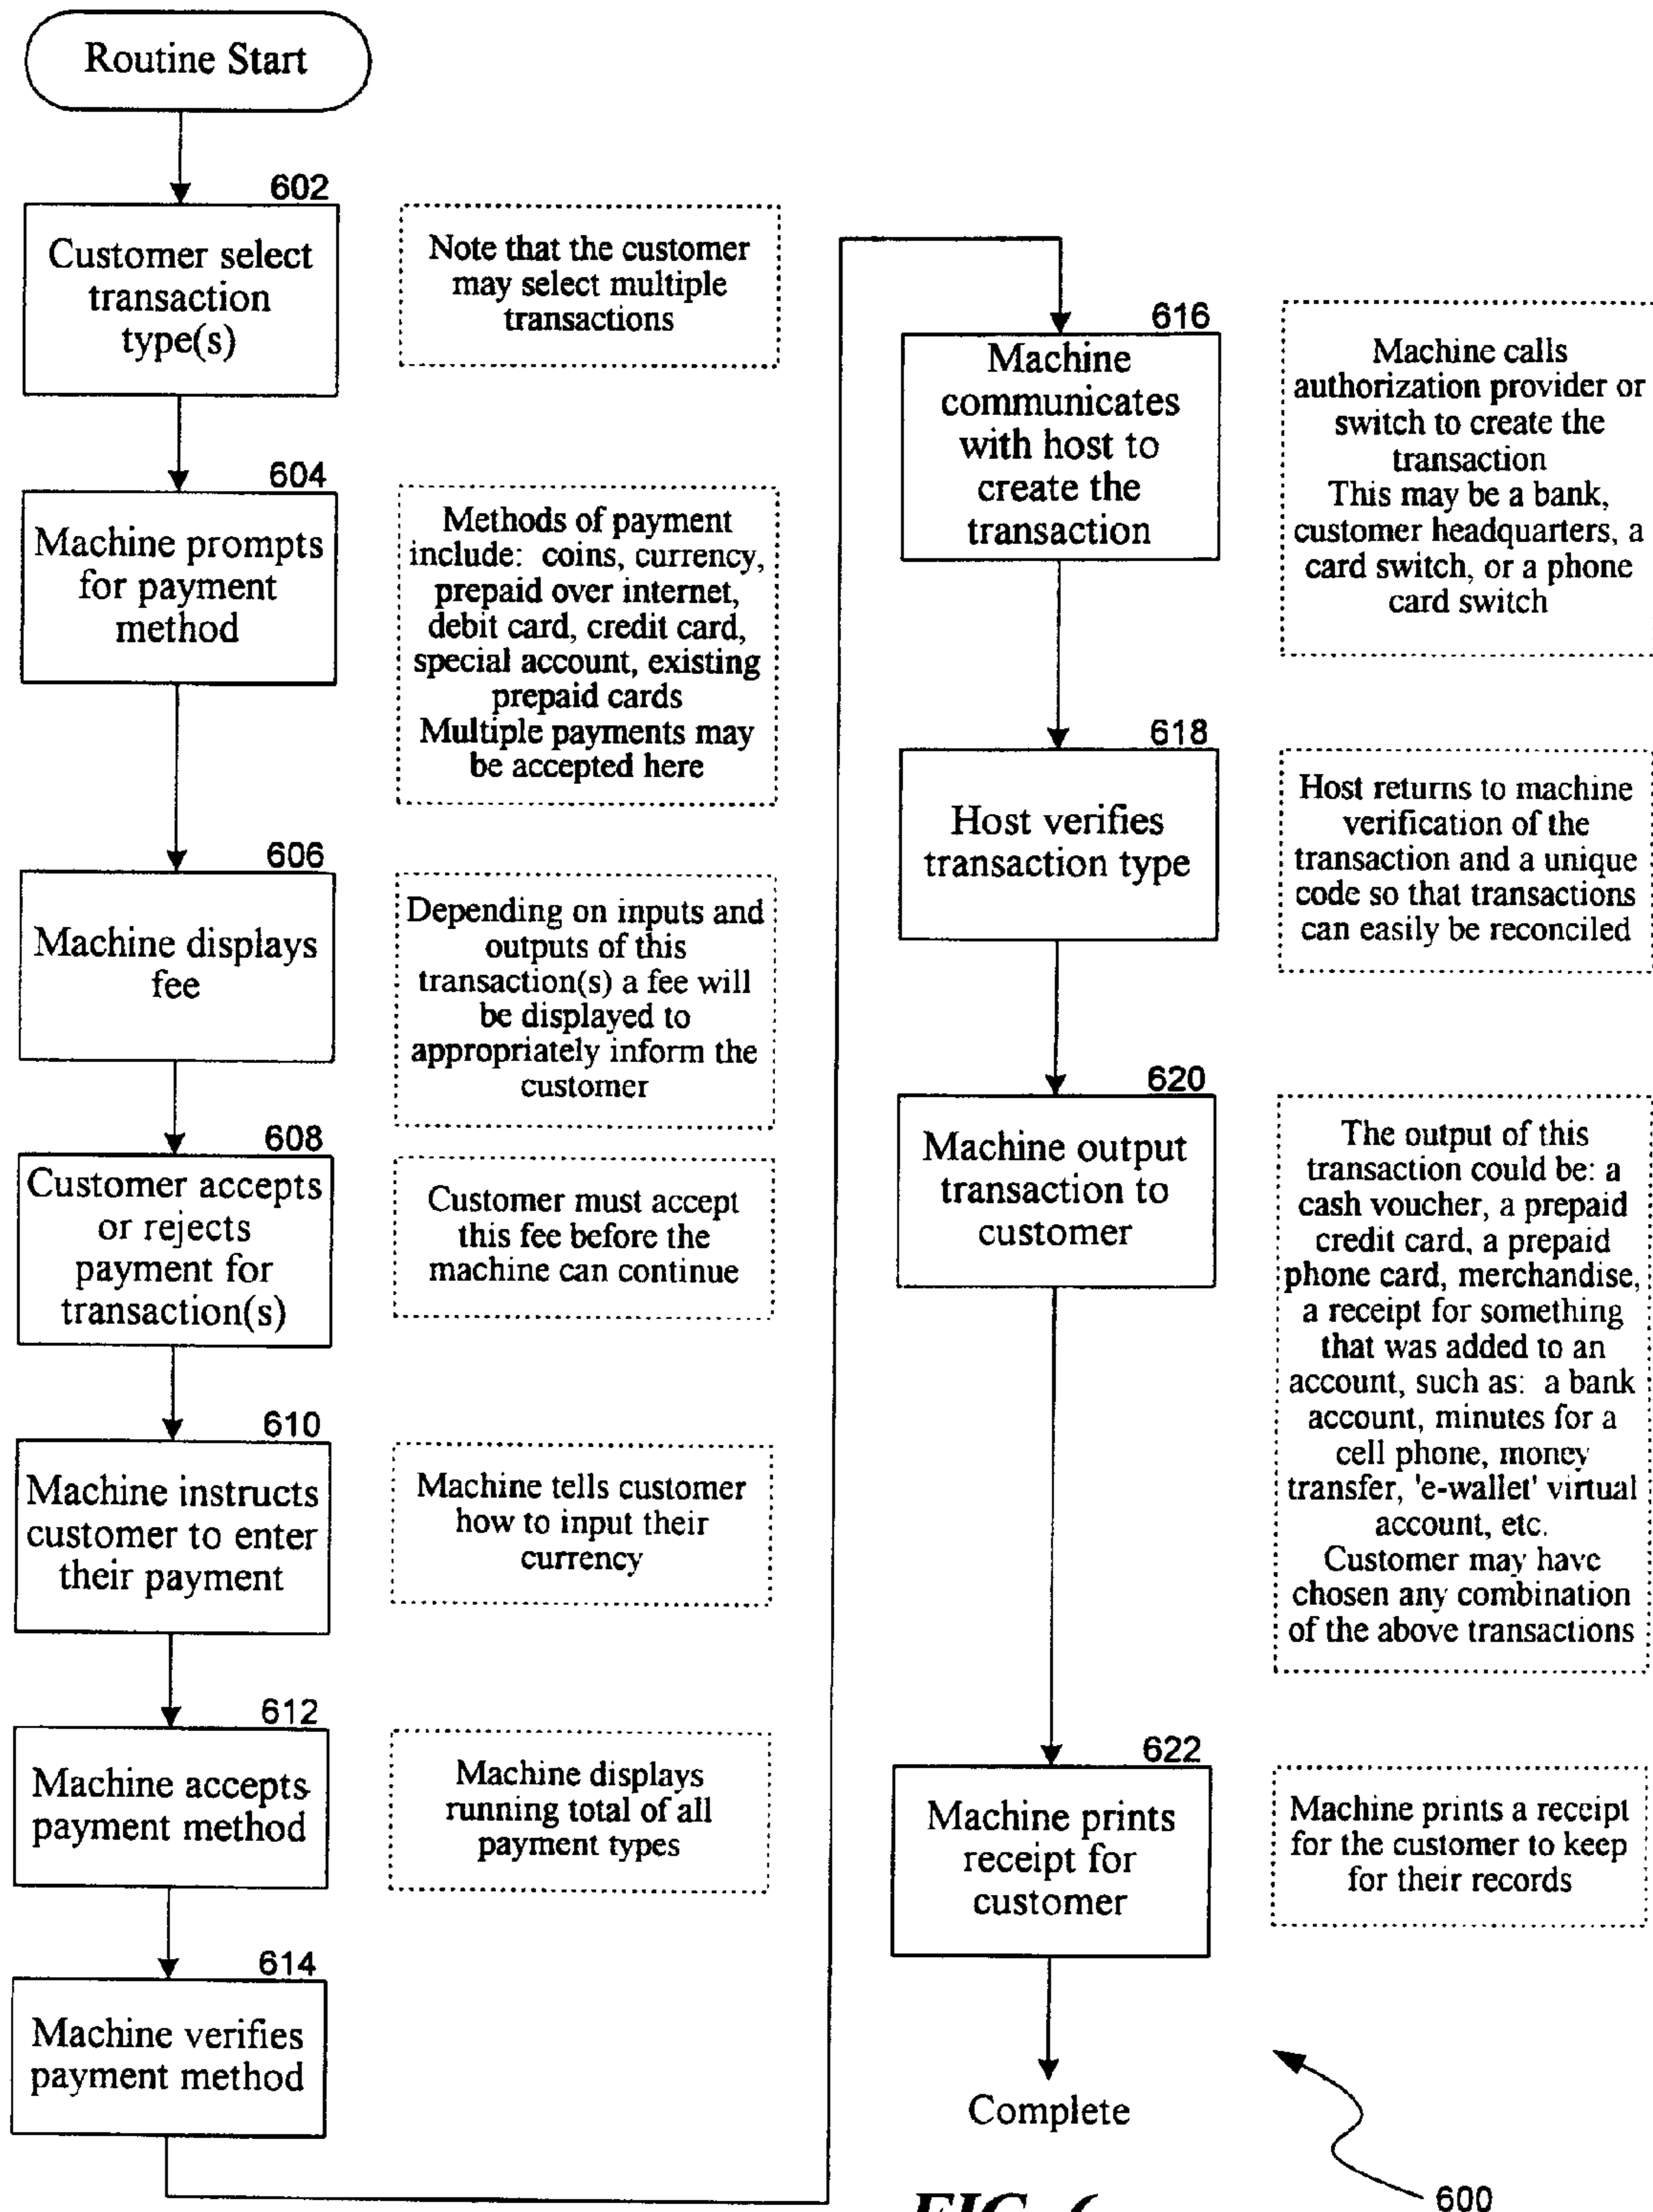 Routine Start
602
Customer select
transaction
type(s)
Note that the customer
may select multiple
transactions
604
Machine prompts
for payment
method
Methods of payment
include: coins, currency,
prepaid over internet,
debit card, credit card,
special account, existing
prepaid cards
Multiple payments may
be accepted here
606
Machine displays
fee
Depending on inputs and
outputs of this
transaction(s) a fee will
be displayed to
appropriately inform the
customer
608
Customer accepts
or rejects
payment for
transaction(s)
Customer must accept
this fee before the
machine can continue
610
Machine instructs
customer to enter
their payment
Machine tells customer
how to input their
currency
612
Machine accepts
payment method
Machine displays
running total of all
payment types
614
Machine verifies
payment method
616
Machine
communicates
with host to
create the
transaction
Machine calls
authorization provider or
switch to create the
transaction
This may be a bank,
customer headquarters, a
card switch, or a phone
card switch
618
Host verifies
transaction type
Host returns to machine
verification of the
transaction and a unique
code so that transactions
can easily be reconciled
620
Machine output
transaction to
customer
The output of this
transaction could be: a
cash voucher, a prepaid
credit card, a prepaid
phone card, merchandise,
a receipt for something
that was added to an
account, such as: a bank
account, minutes for a
cell phone, money
transfer, 'e-wallet' virtual
account, etc.
Customer may have
chosen any combination
of the above transactions
622
Machine prints
receipt for
customer
Machine prints a receipt
for the customer to keep
for their records
Complete
600
FIG. 6